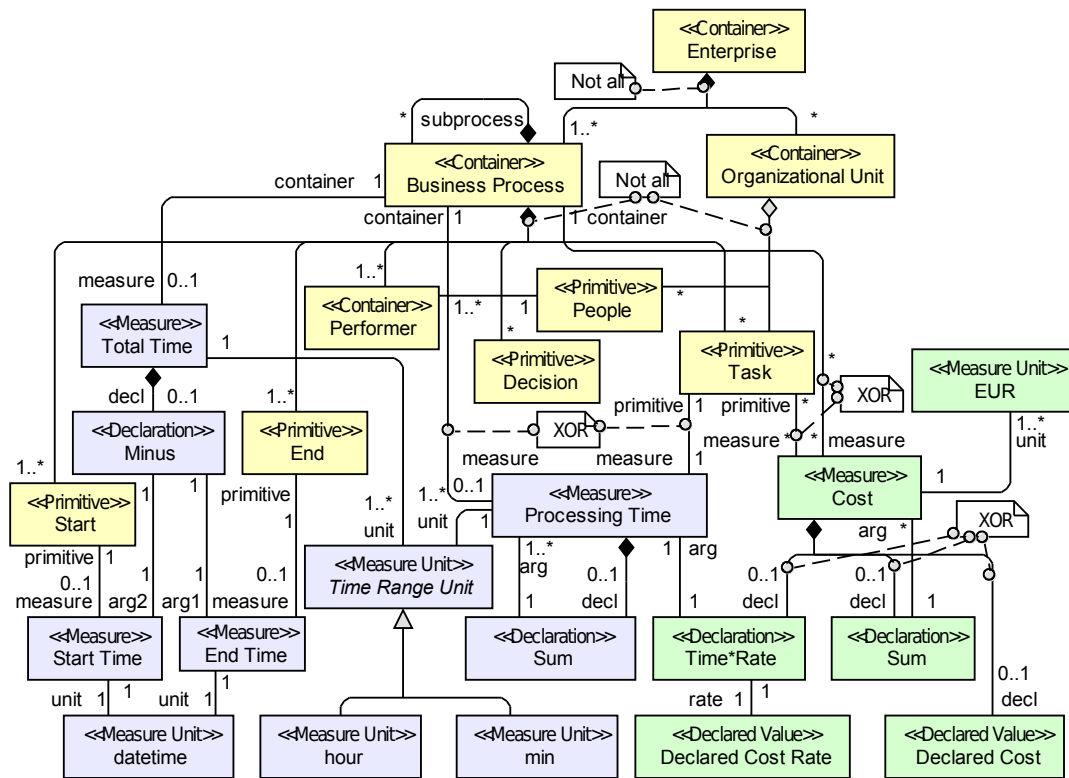 <<Container>>
Enterprise
Not all
*
subprocess
1..*
*
<<Container>>
Business Process
<<Container>>
Organizational Unit
Not all
container
1
container
1
1
container
measure
0..1
1..*
<<Container>>
Performer
1..*
1
<<Primitive>>
People
*
<<Measure>>
Total Time
1
*
<<Primitive>>
Decision
*
<<Primitive>>
Task
*
<<Measure Unit>>
EUR
decl
0..1
<<Declaration>>
Minus
1..*
<<Primitive>>
End
primitive
1
primitive
*
XOR
XOR
measure
*
*
measure
1..*
unit
1..*
<<Primitive>>
Start
1
1
primitive
1
1..*
unit
measure
0..1
measure
1
<<Measure>>
Processing Time
1
<<Measure>>
Cost
1
XOR
primitive
1
0..1
measure
1
arg2
1
arg1
0..1
measure
<<Measure Unit>>
Time Range Unit
1..*
arg
1
0..1
decl
1
arg
1
0..1
decl
0..1
decl
arg
*
1
<<Measure>>
Start Time
<<Measure>>
End Time
<<Declaration>>
Sum
<<Declaration>>
Time*Rate
<<Declaration>>
Sum
unit
1
1
unit
1
1
rate
1
1
0..1
decl
<<Measure Unit>>
datetime
<<Measure Unit>>
hour
<<Measure Unit>>
min
<<Declared Value>>
Declared Cost Rate
<<Declared Value>>
Declared Cost